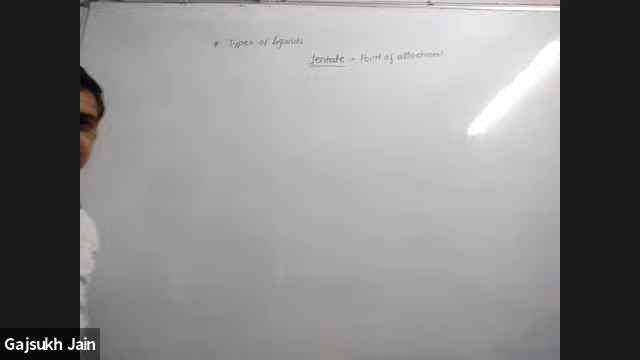 * Types of ligands
dentate → Point of attachment
Gajsukh Jain